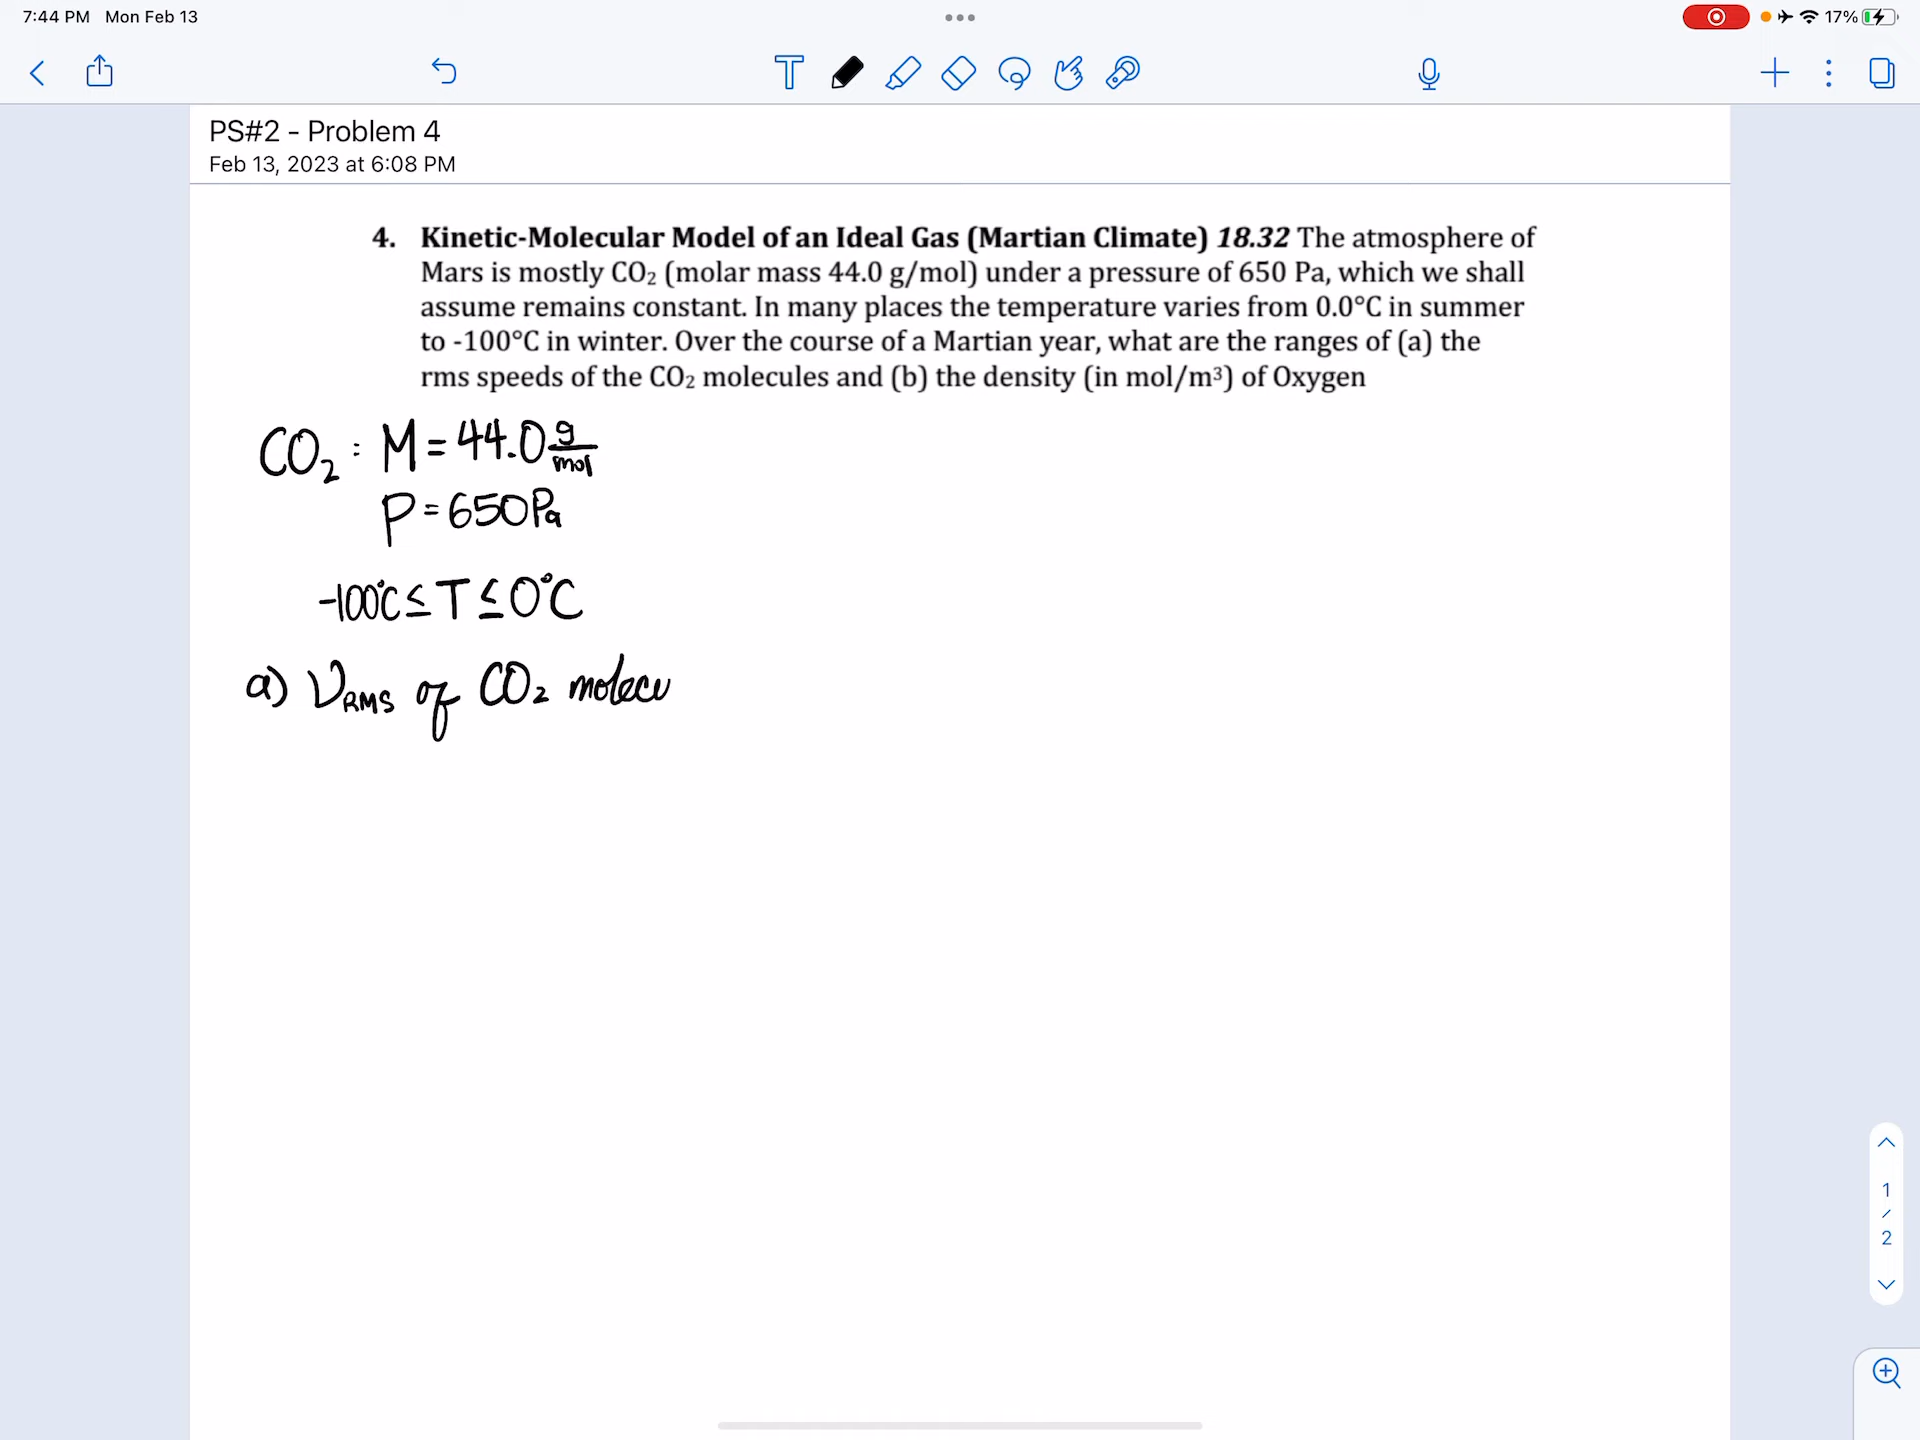 7:44 PM Mon Feb 13
17%
T
PS#2 - Problem 4
Feb 13, 2023 at 6:08 PM
4. Kinetic-Molecular Model of an Ideal Gas (Martian Climate) 18.32 The atmosphere of
Mars is mostly CO₂ (molar mass 44.0 g/mol) under a pressure of 650 Pa, which we shall
assume remains constant. In many places the temperature varies from 0.0°C in summer
to -100°C in winter. Over the course of a Martian year, what are the ranges of (a) the
rms speeds of the CO₂ molecules and (b) the density (in mol/m³) of Oxygen
CO₂ : M = 44.0 g/mol
P = 650 Pa
-100°C ≤ T ≤ 0°C
a) VRMS of CO₂ molecu
1
/
2